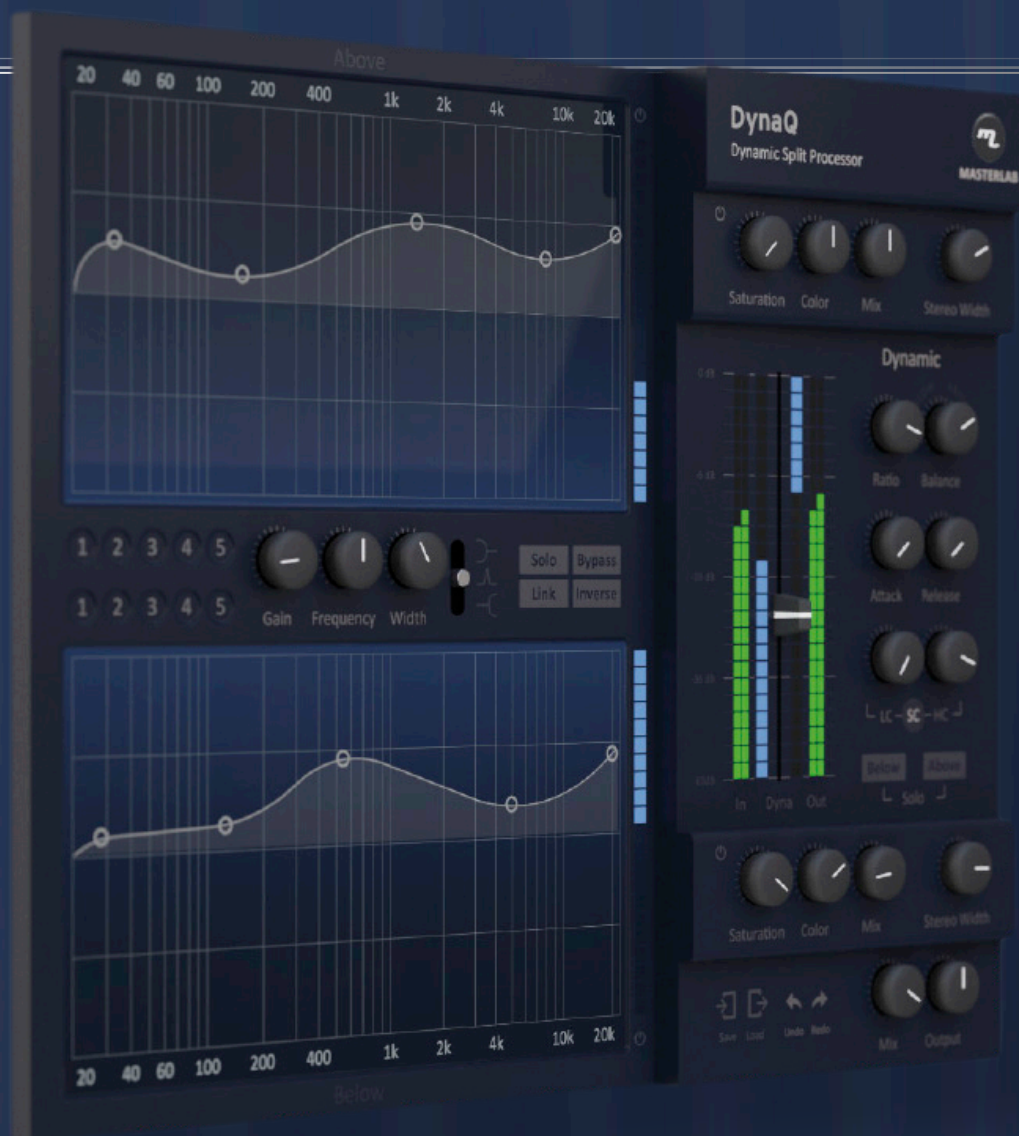 Above
20 40 60 100 200 400 1k 2k 4k 10k 20k
DynaQ
Dynamic Split Processor
MASTERLAB
Saturation Color Mix Stereo Width
Dynamic
0 dB
Ratio Balance
Attack Release
LC SC HC
Below Above
Solo
In Dyna Out
1 2 3 4 5
1 2 3 4 5
Gain Frequency Width
Solo Bypass
Link Inverse
20 40 60 100 200 400 1k 2k 4k 10k 20k
Below
Saturation Color Mix Stereo Width
Save Load Undo Redo
Mix Output